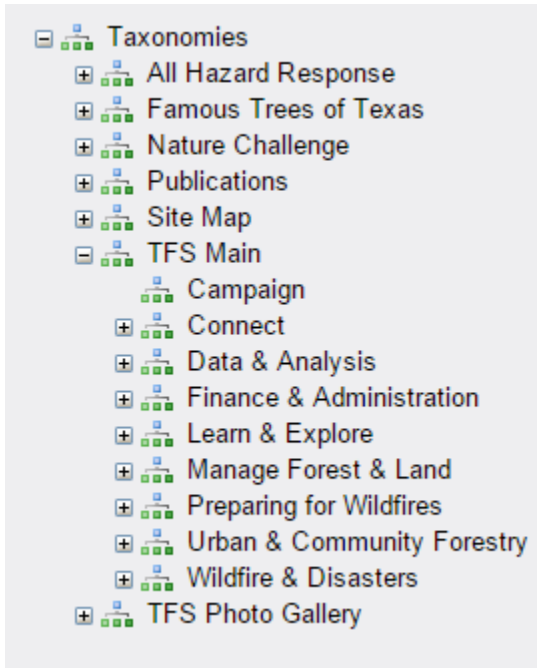 Taxonomies
All Hazard Response
Famous Trees of Texas
Nature Challenge
Publications
Site Map
TFS Main
Campaign
Connect
Data & Analysis
Finance & Administration
Learn & Explore
Manage Forest & Land
Preparing for Wildfires
Urban & Community Forestry
Wildfire & Disasters
TFS Photo Gallery